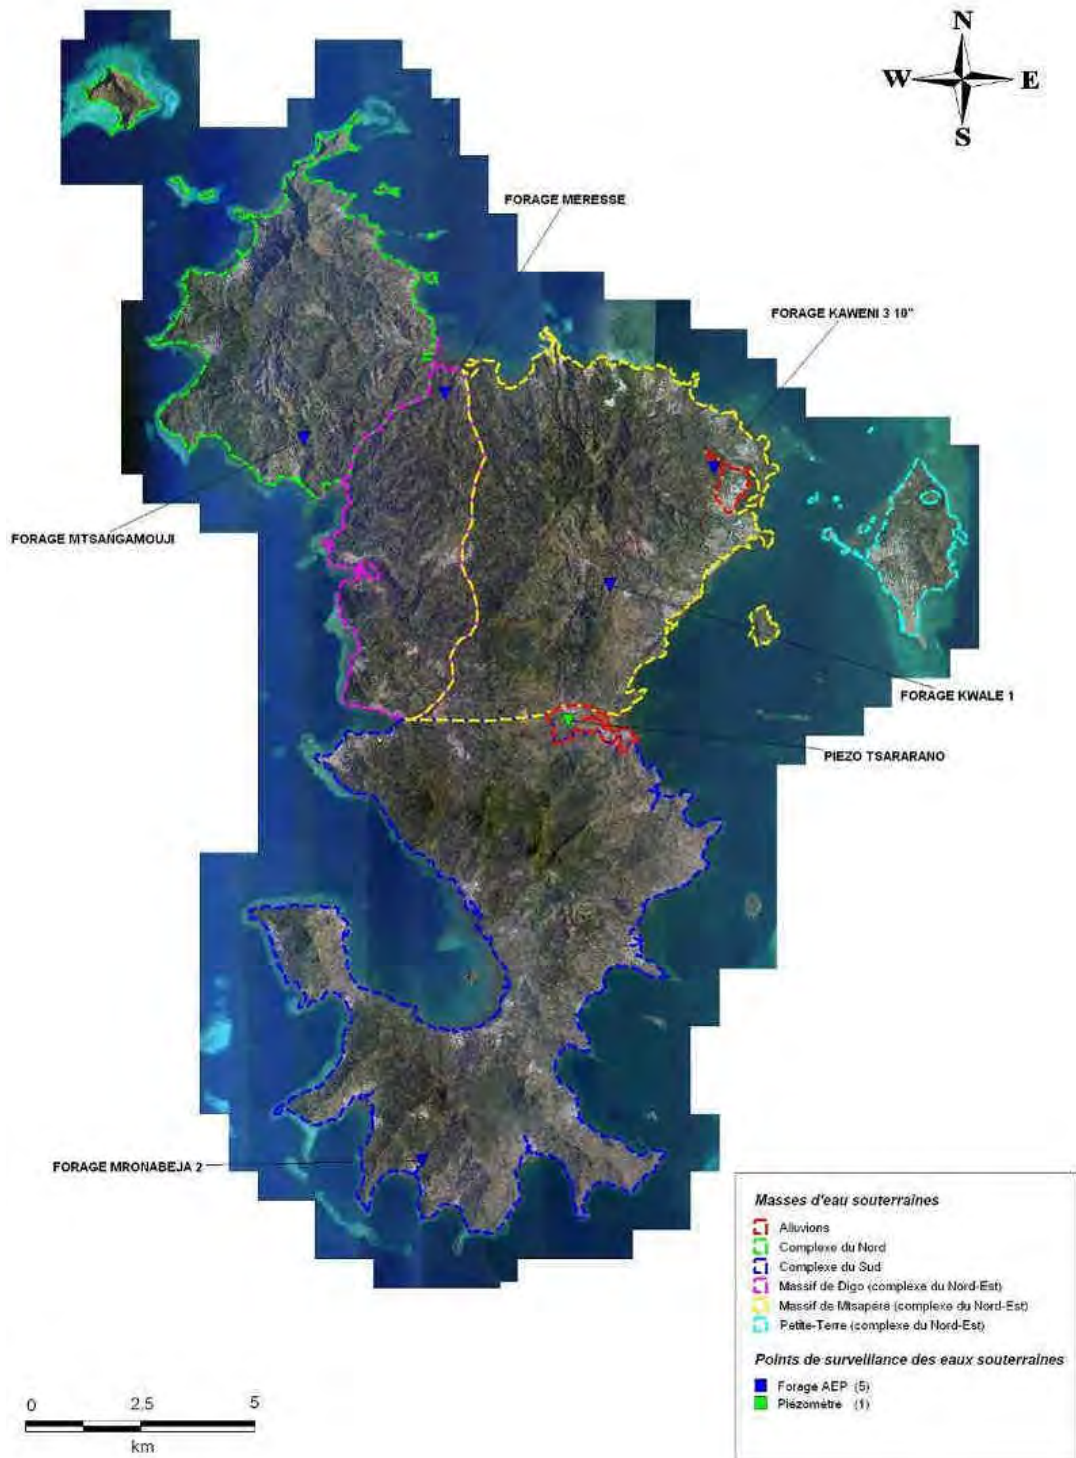 N
W E
S
FORAGE MERESSE
FORAGE KAWENI 3 10"
FORAGE MTSANGAMOUJI
FORAGE KWALE 1
PIEZO TSARARANO
FORAGE MRONABEJA 2
Masses d'eau souterraines
Alluvions
Complexe du Nord
Complexe du Sud
Massif de Digo (complexe du Nord-Est)
Massif de Mtsapéré (complexe du Nord-Est)
Petite-Terre (complexe du Nord-Est)
Points de surveillance des eaux souterraines
Forage AEP (5)
Piézomètre (1)
0 2.5 5
km